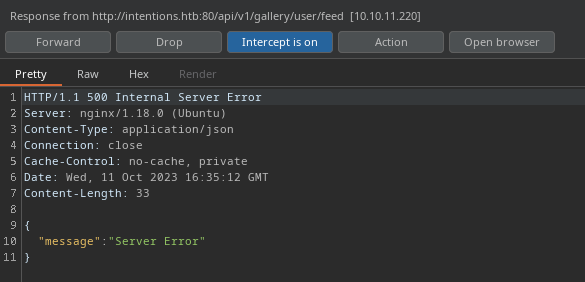 Response from http://intentions.htb:80/api/v1/gallery/user/feed [10.10.11.220]
Forward Drop Intercept is on Action Open browser
Pretty Raw Hex Render
1 HTTP/1.1 500 Internal Server Error
2 Server: nginx/1.18.0 (Ubuntu)
3 Content-Type: application/json
4 Connection: close
5 Cache-Control: no-cache, private
6 Date: Wed, 11 Oct 2023 16:35:12 GMT
7 Content-Length: 33
8
9 {
10 "message":"Server Error"
11 }